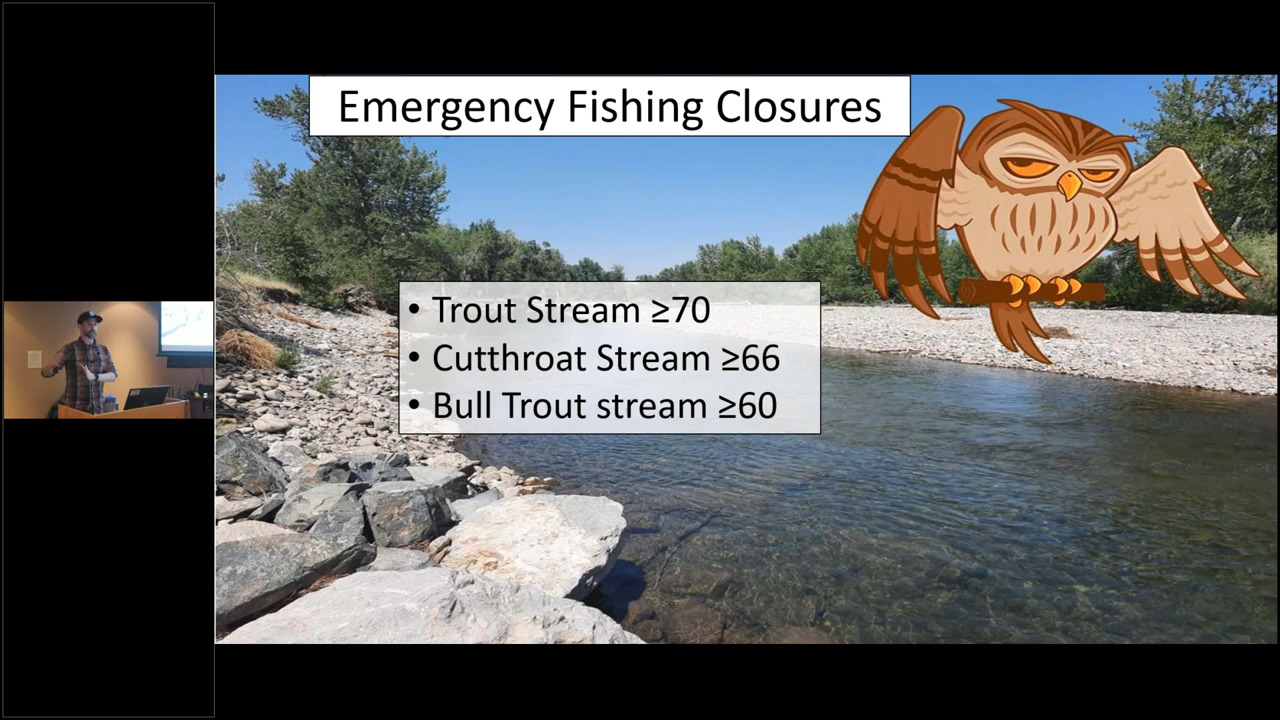 Emergency Fishing Closures
• Trout Stream ≥70
• Cutthroat Stream ≥66
• Bull Trout stream ≥60